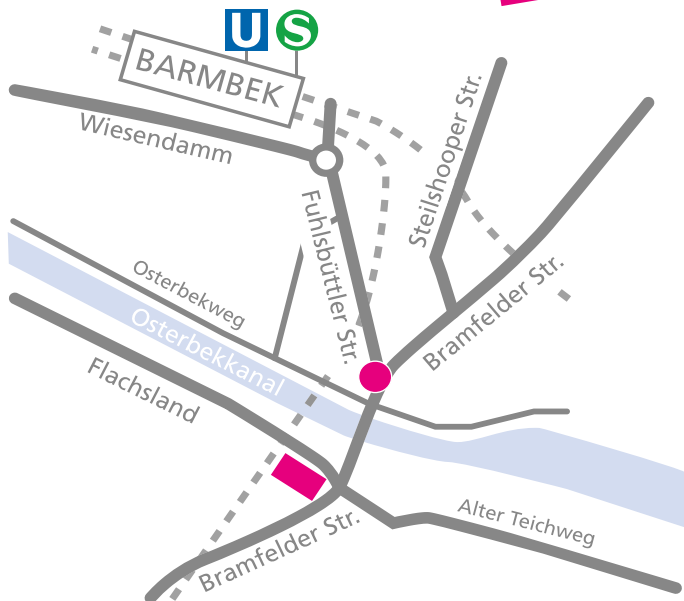 U S
BARMBEK
Wiesendamm
Steilshooper Str.
Fuhlsbüttler Str.
Bramfelder Str.
Osterbekweg
Osterbekkanal
Flachsland
Alter Teichweg
Bramfelder Str.